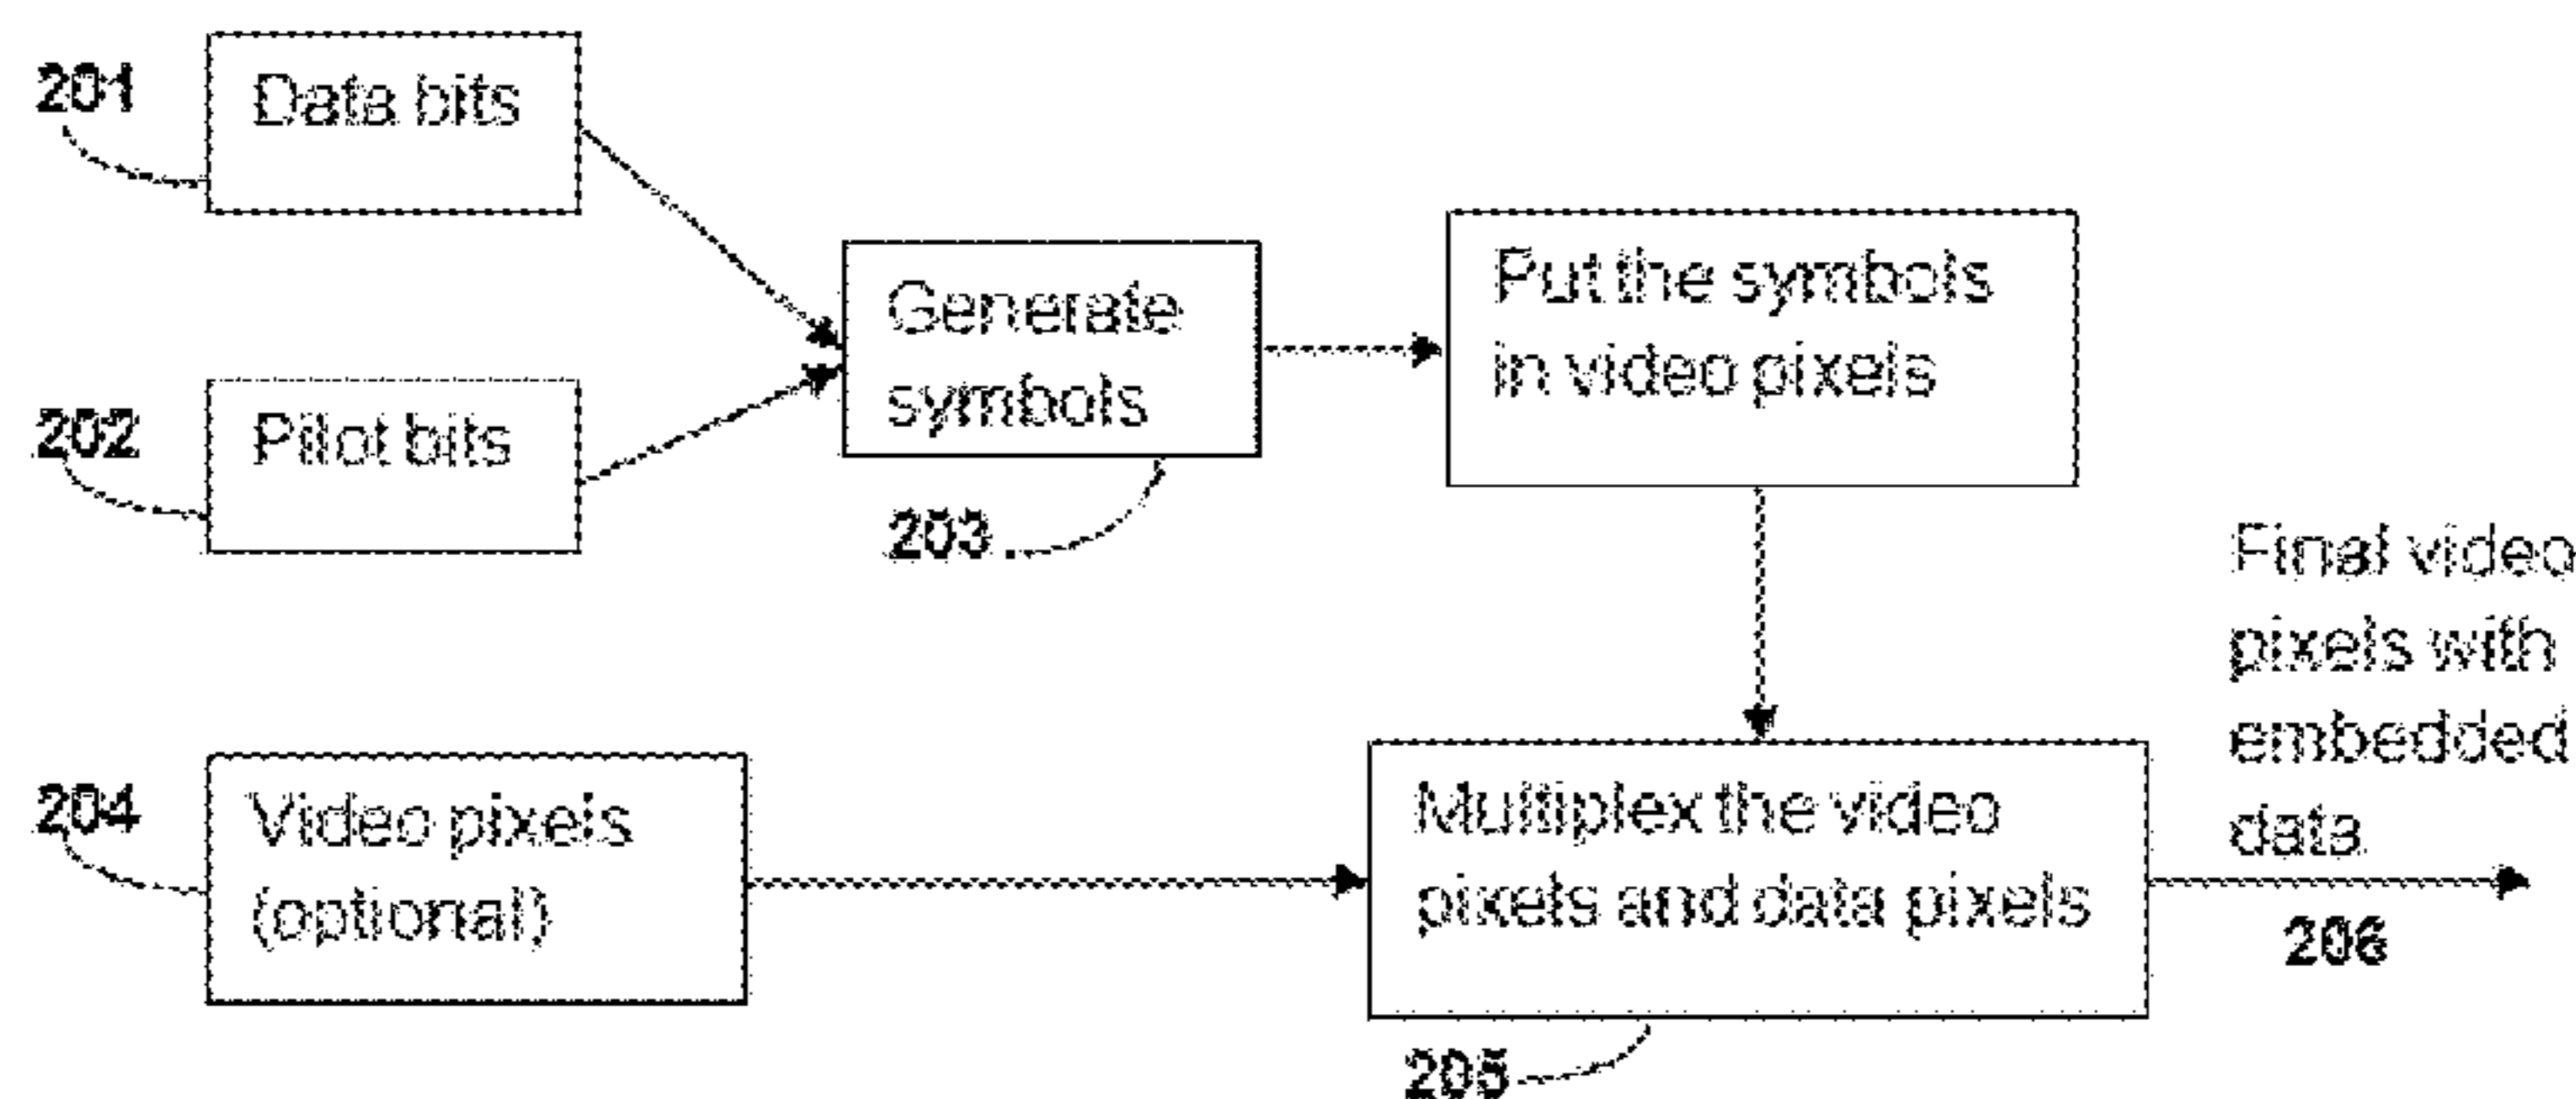 201
Data bits
202
Pilot bits
Generate
symbols
203
Put the symbols
in video pixels
204
Video pixels
(optional)
Multiplex the video
pixels and data pixels
205
Final video
pixels with
embedded
data
206